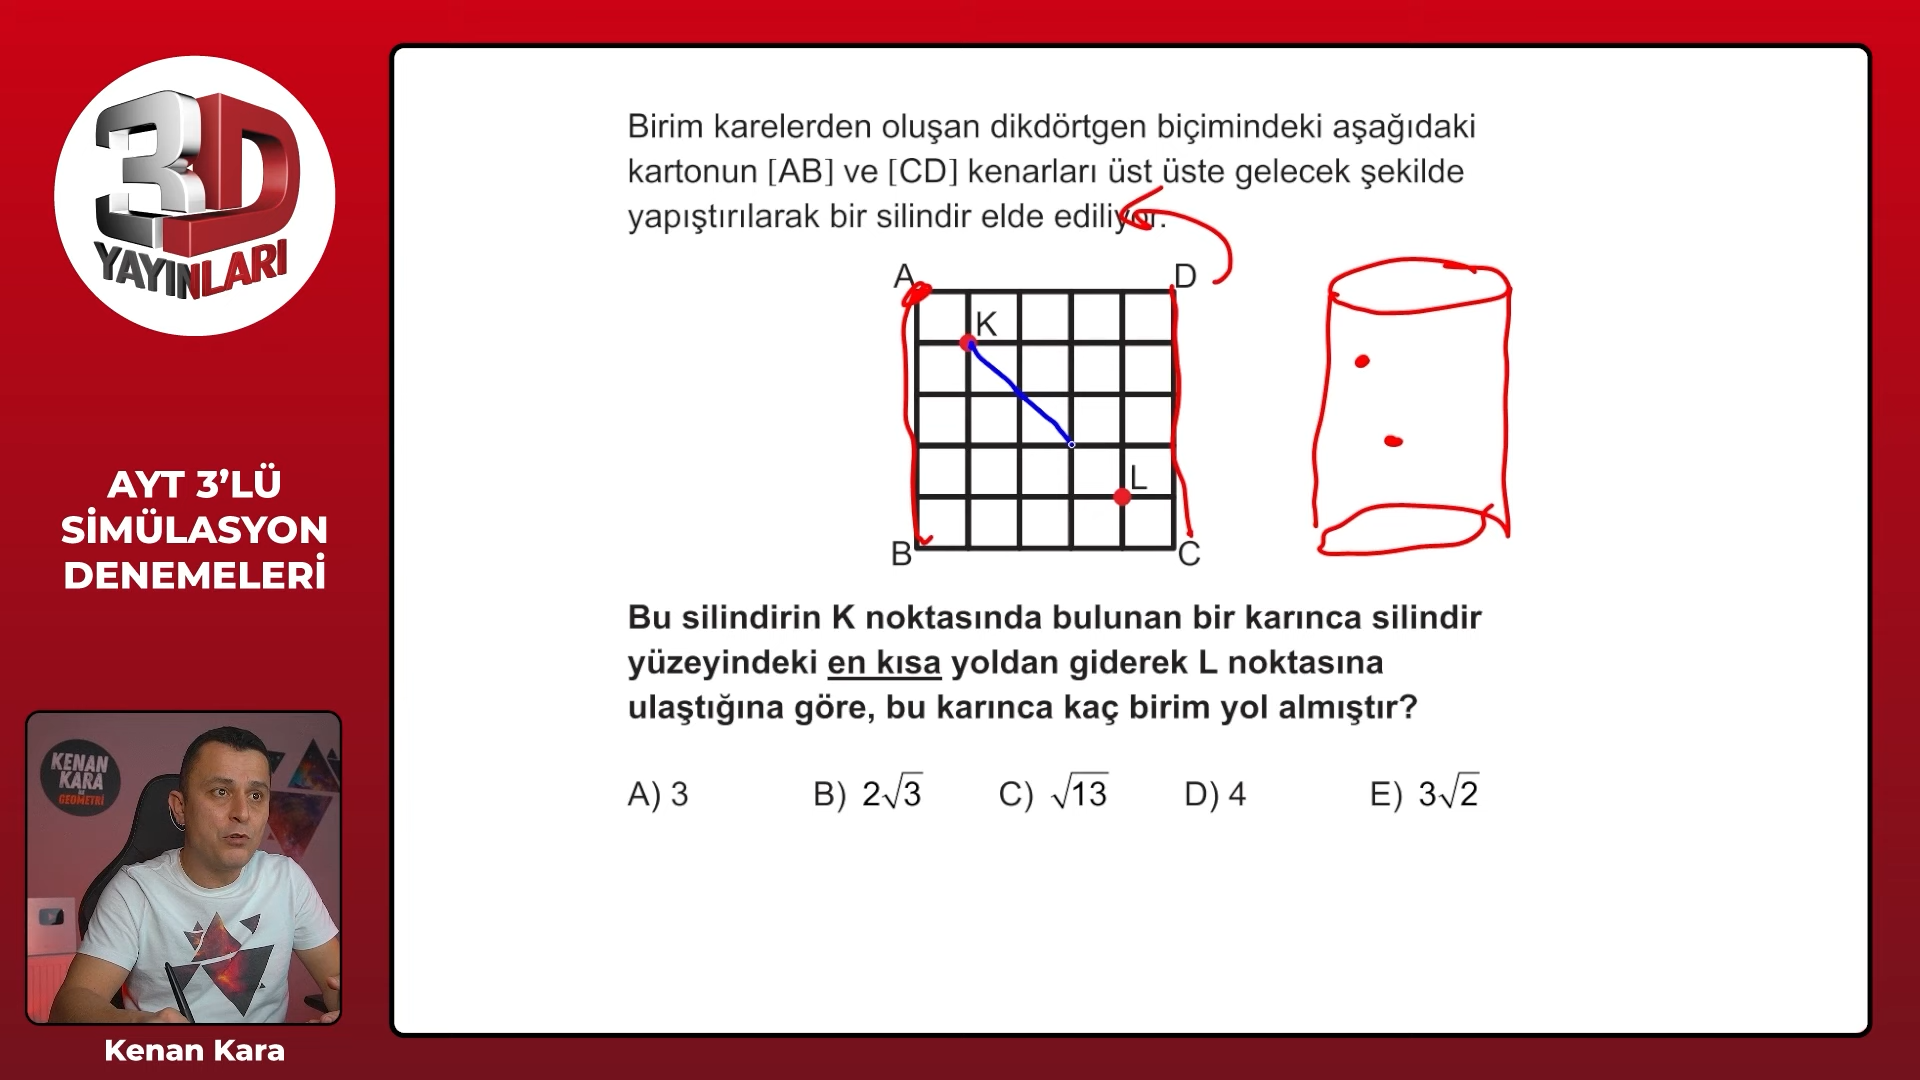 3D
YAYINLARI
AYT 3’LÜ
SİMÜLASYON
DENEMELERİ
KENAN
KARA
GEOMETRİ
Kenan Kara
Birim karelerden oluşan dikdörtgen biçimindeki aşağıdaki
kartonun [AB] ve [CD] kenarları üst üste gelecek şekilde
yapıştırılarak bir silindir elde ediliyor.
A D
K
L
B C
Bu silindirin K noktasında bulunan bir karınca silindir
yüzeyindeki en kısa yoldan giderek L noktasına
ulaştığına göre, bu karınca kaç birim yol almıştır?
A) 3 B) 2√3 C) √13 D) 4 E) 3√2